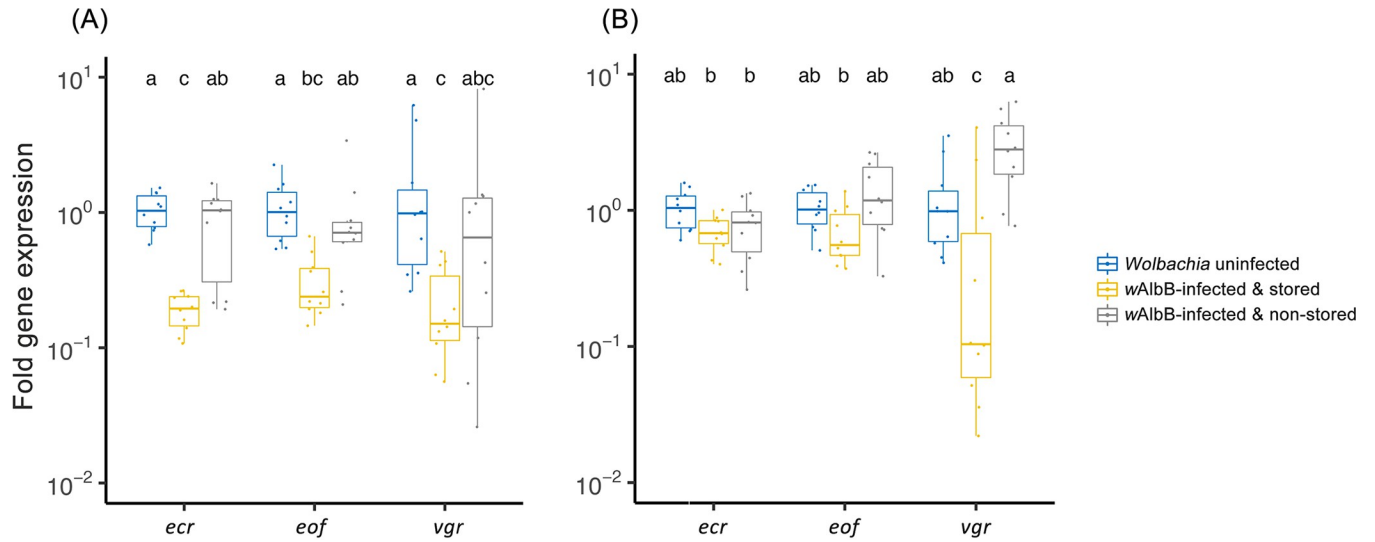 (A)
Fold gene expression
10¹
10⁰
10⁻¹
10⁻²
a c ab a bc ab a c abc
ecr eof vgr
(B)
10¹
10⁰
10⁻¹
10⁻²
ab b b ab b ab ab c a
ecr eof vgr
Wolbachia uninfected
wAlbB-infected & stored
wAlbB-infected & non-stored